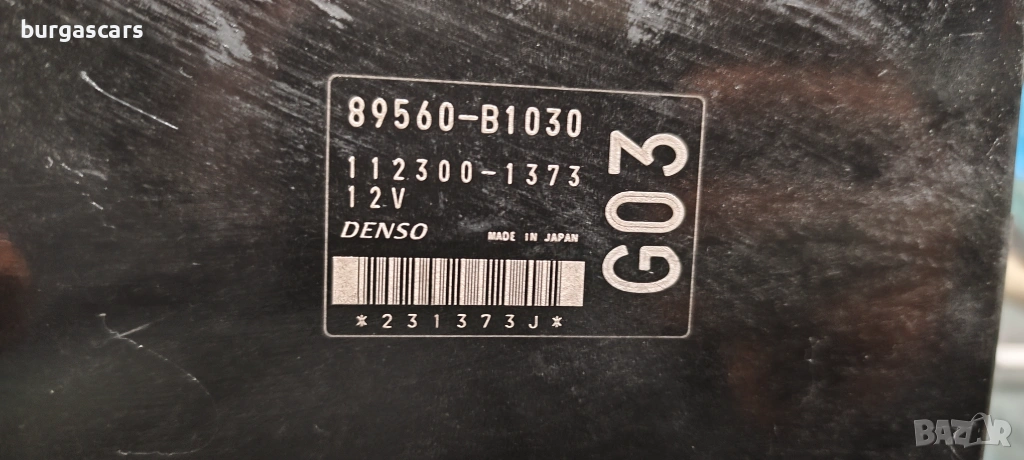 burgascars
89560-B1030
112300-1373
12V
DENSO MADE IN JAPAN
*231373J*
G03
BAZAR